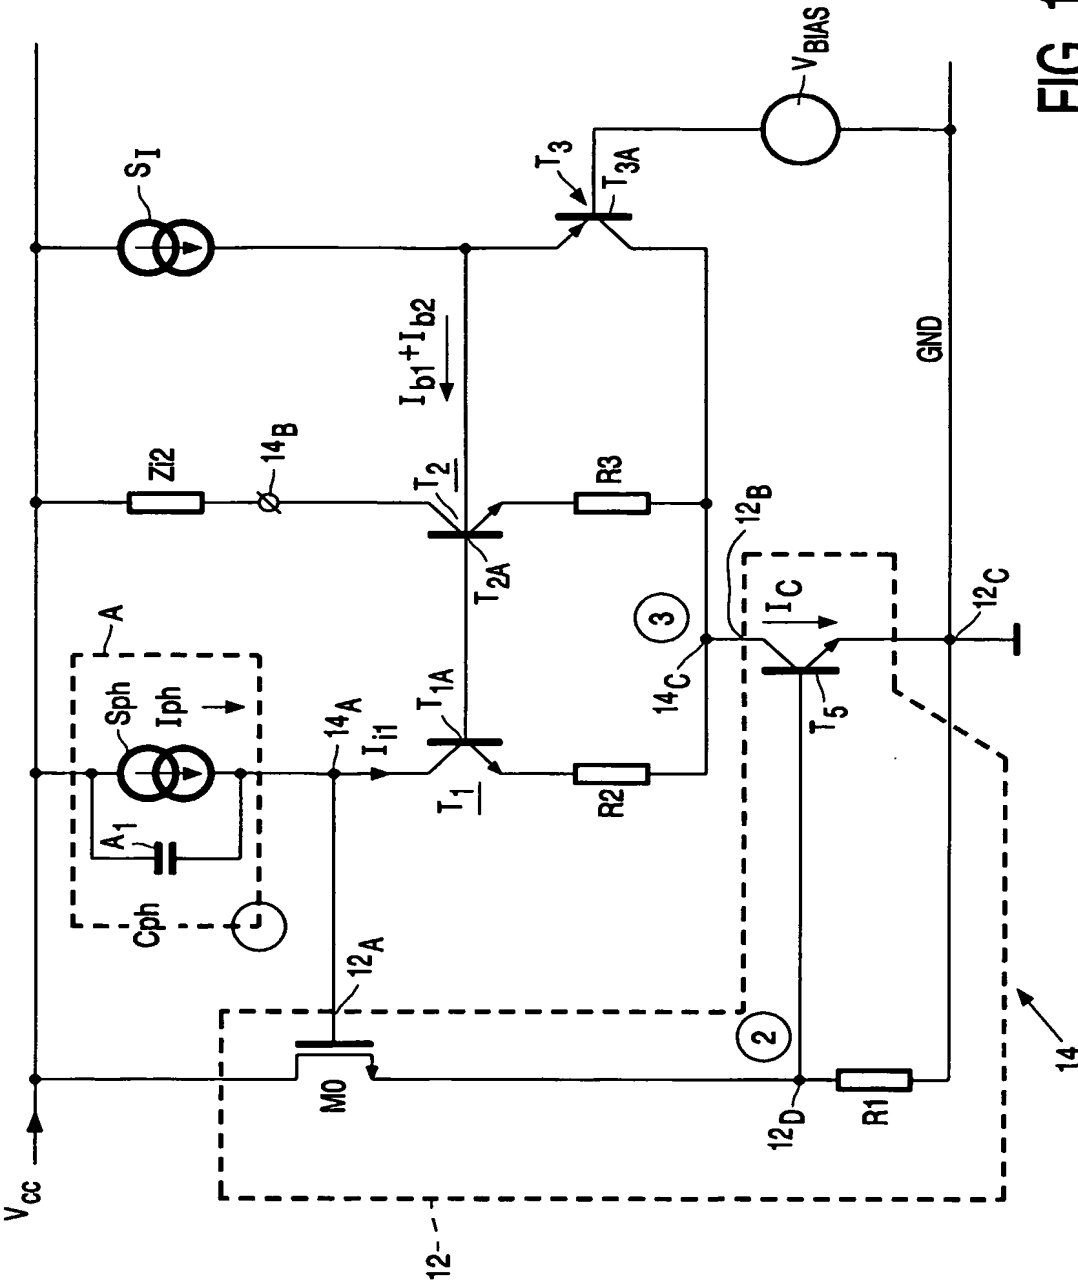 V_CC
12
M0
12_A
Cph
A_1
Sph
Iph
A
14_A
I_i1
T_1
T_1A
R2
Zi2
14_B
T_2
T_2A
R3
I_b1+I_b2
S_I
T_3
T_3A
V_BIAS
3
14_C
12_B
I_C
T_5
2
12_D
R1
12_C
GND
14
FIG 1